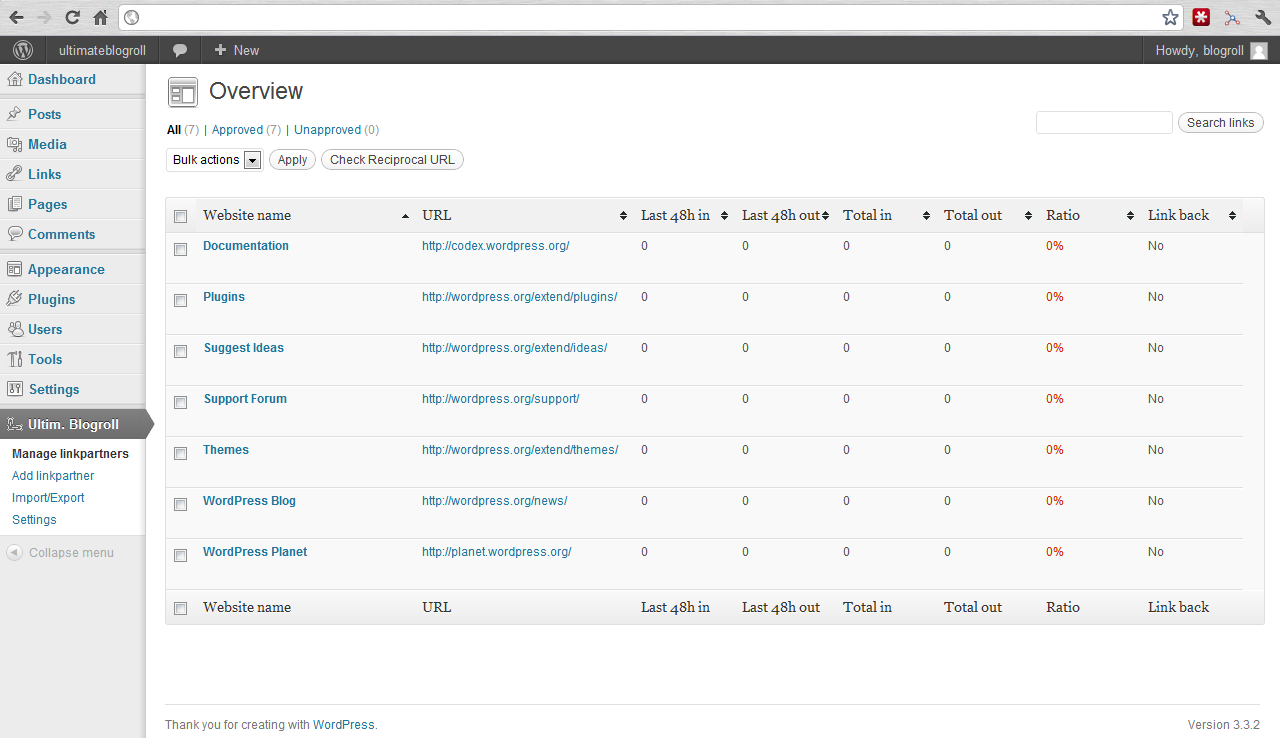 ultimateblogroll + New Howdy, blogroll
Dashboard
Posts
Media
Links
Pages
Comments
Appearance
Plugins
Users
Tools
Settings
Ultim. Blogroll
Manage linkpartners
Add linkpartner
Import/Export
Settings
Collapse menu
Overview
All (7) | Approved (7) | Unapproved (0)
Search links
Bulk actions Apply Check Reciprocal URL
Website name URL Last 48h in Last 48h out Total in Total out Ratio Link back
Documentation http://codex.wordpress.org/ 0 0 0 0 0% No
Plugins http://wordpress.org/extend/plugins/ 0 0 0 0 0% No
Suggest Ideas http://wordpress.org/extend/ideas/ 0 0 0 0 0% No
Support Forum http://wordpress.org/support/ 0 0 0 0 0% No
Themes http://wordpress.org/extend/themes/ 0 0 0 0 0% No
WordPress Blog http://wordpress.org/news/ 0 0 0 0 0% No
WordPress Planet http://planet.wordpress.org/ 0 0 0 0 0% No
Website name URL Last 48h in Last 48h out Total in Total out Ratio Link back
Thank you for creating with WordPress. Version 3.3.2